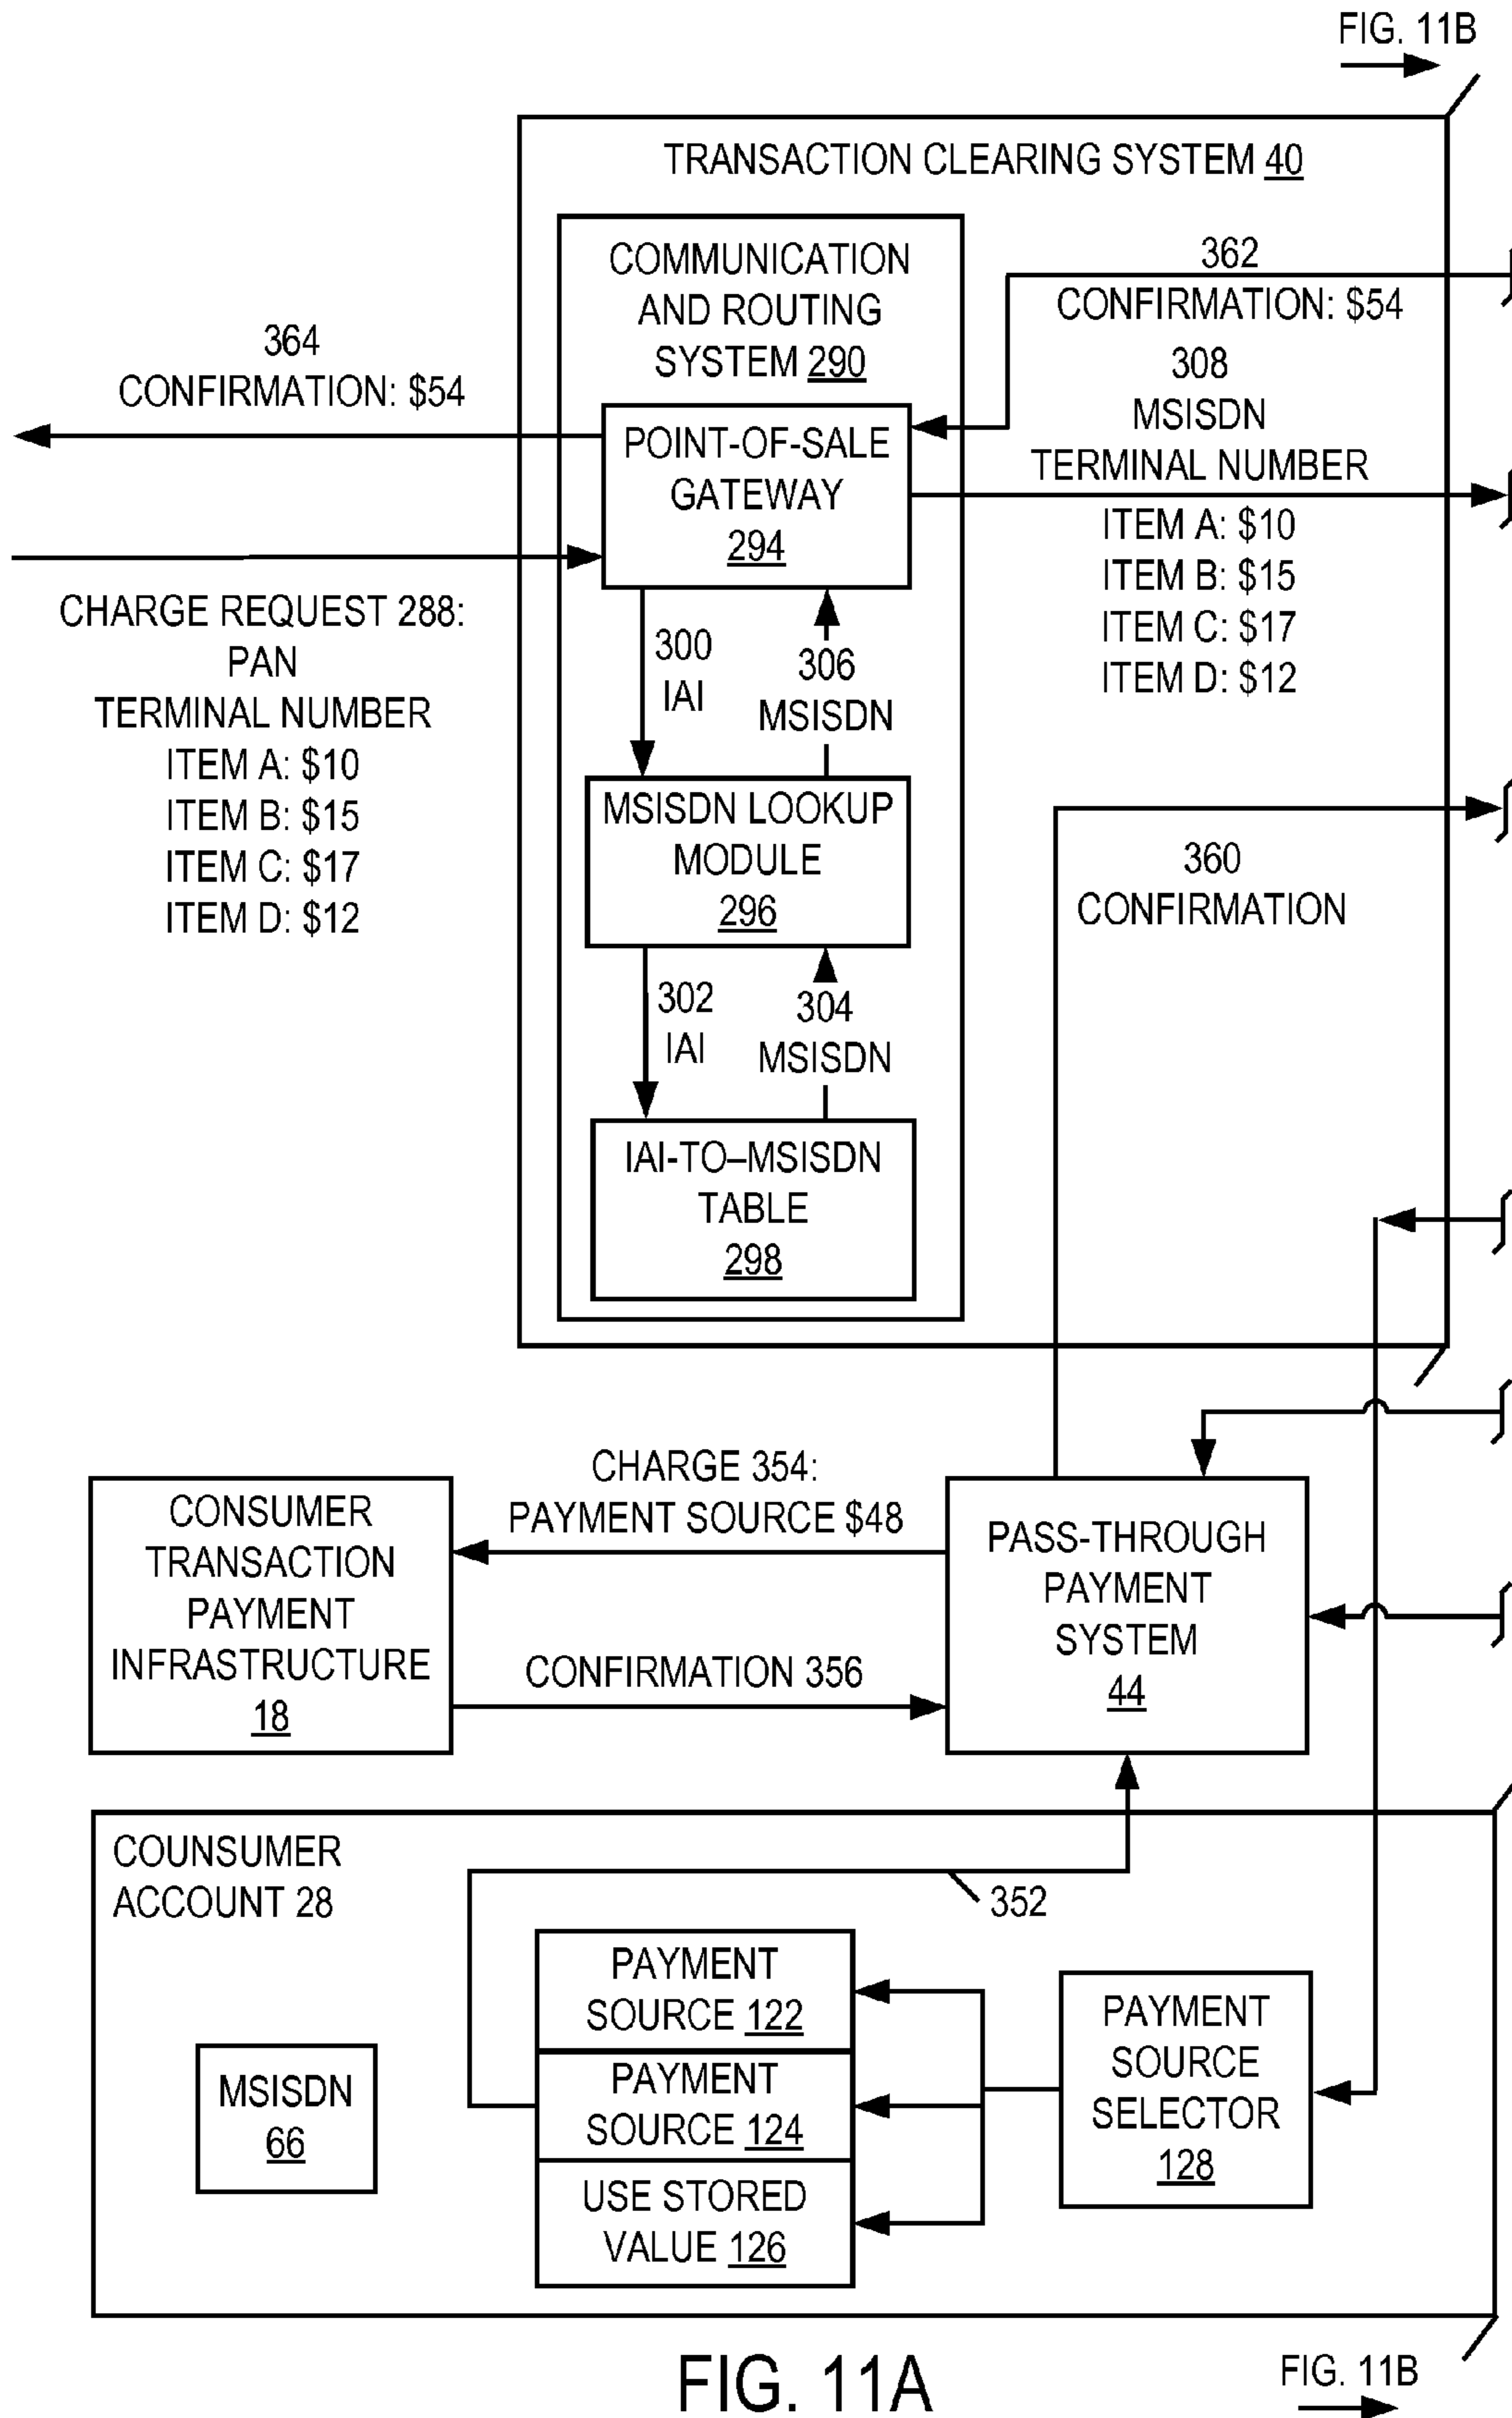 FIG. 11B
TRANSACTION CLEARING SYSTEM 40
COMMUNICATION
AND ROUTING
SYSTEM 290
362
CONFIRMATION: $54
364
CONFIRMATION: $54
308
MSISDN
TERMINAL NUMBER
ITEM A: $10
ITEM B: $15
ITEM C: $17
ITEM D: $12
POINT-OF-SALE
GATEWAY
294
CHARGE REQUEST 288:
PAN
TERMINAL NUMBER
ITEM A: $10
ITEM B: $15
ITEM C: $17
ITEM D: $12
300
IAI
306
MSISDN
MSISDN LOOKUP
MODULE
296
360
CONFIRMATION
302
IAI
304
MSISDN
IAI-TO–MSISDN
TABLE
298
CHARGE 354:
PAYMENT SOURCE $48
CONSUMER
TRANSACTION
PAYMENT
INFRASTRUCTURE
18
PASS-THROUGH
PAYMENT
SYSTEM
44
CONFIRMATION 356
COUNSUMER
ACCOUNT 28
352
PAYMENT
SOURCE 122
PAYMENT
SOURCE 124
USE STORED
VALUE 126
PAYMENT
SOURCE
SELECTOR
128
MSISDN
66
FIG. 11A
FIG. 11B